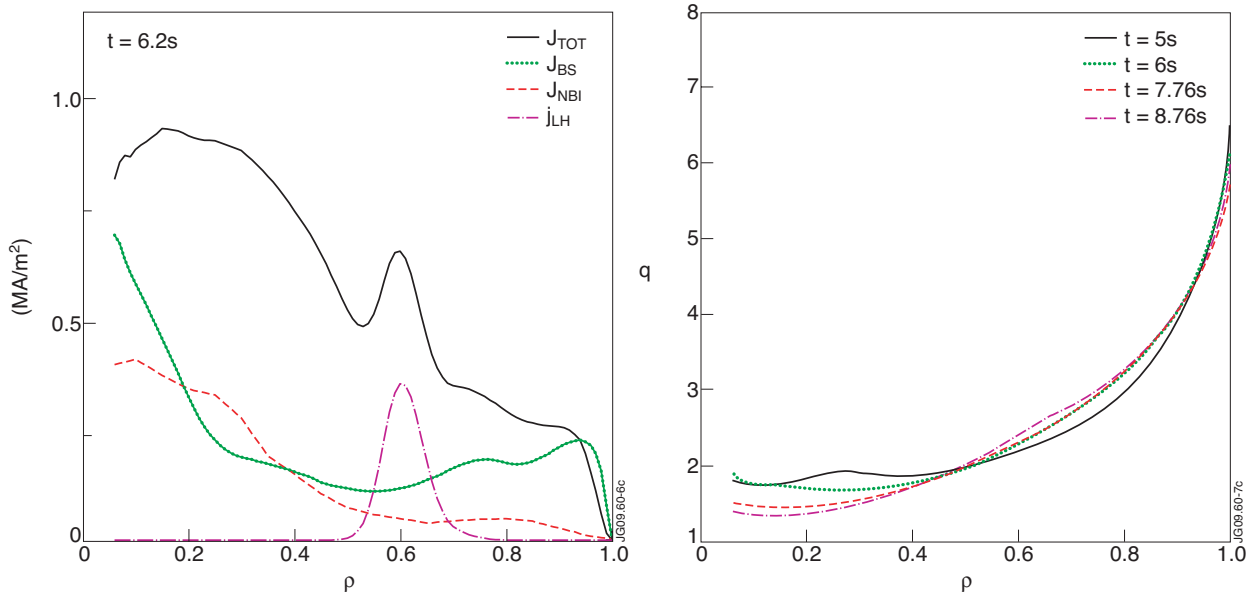 t = 6.2s
J_TOT
J_BS
J_NBI
j_LH
1.0
0.5
0
(MA/m²)
0
0.2
0.4
0.6
0.8
1.0
ρ
JG09.60-6c
8
7
6
5
4
3
2
1
q
t = 5s
t = 6s
t = 7.76s
t = 8.76s
0
0.2
0.4
0.6
0.8
1.0
ρ
JG09.60-7c